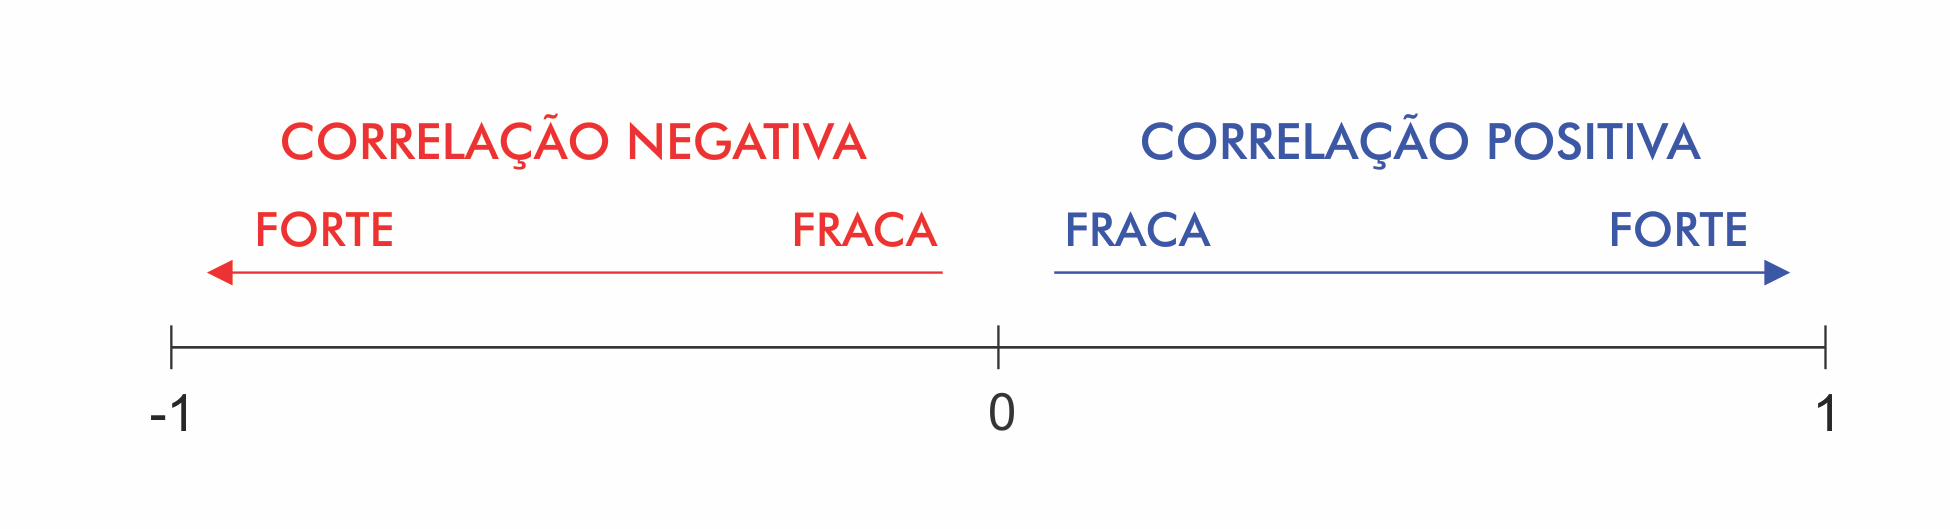 CORRELAÇÃO NEGATIVA CORRELAÇÃO POSITIVA
FORTE FRACA FRACA FORTE
-1 0 1